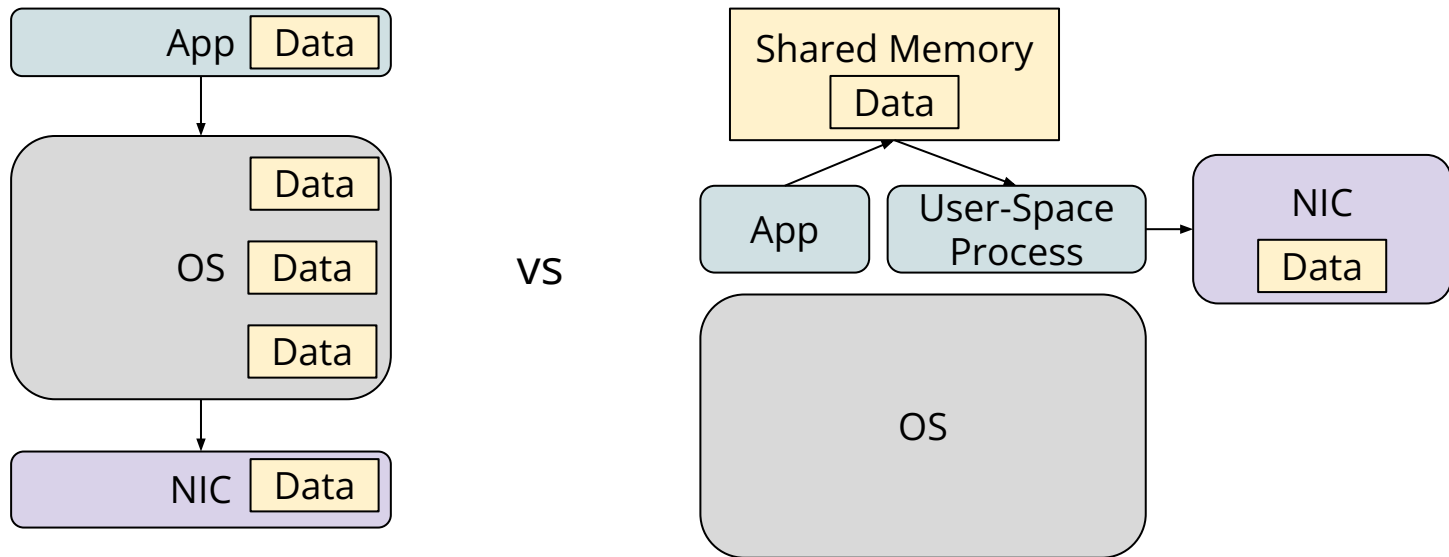 App
Data
Data
OS
Data
Data
NIC
Data
vs
Shared Memory
Data
App
User-Space
Process
NIC
Data
OS